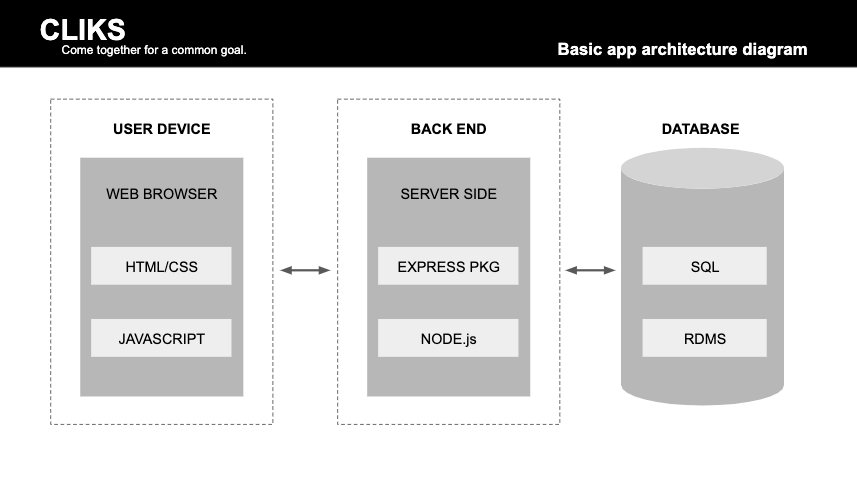 CLIKS
Come together for a common goal.
Basic app architecture diagram
USER DEVICE
WEB BROWSER
HTML/CSS
JAVASCRIPT
BACK END
SERVER SIDE
EXPRESS PKG
NODE.js
DATABASE
SQL
RDMS